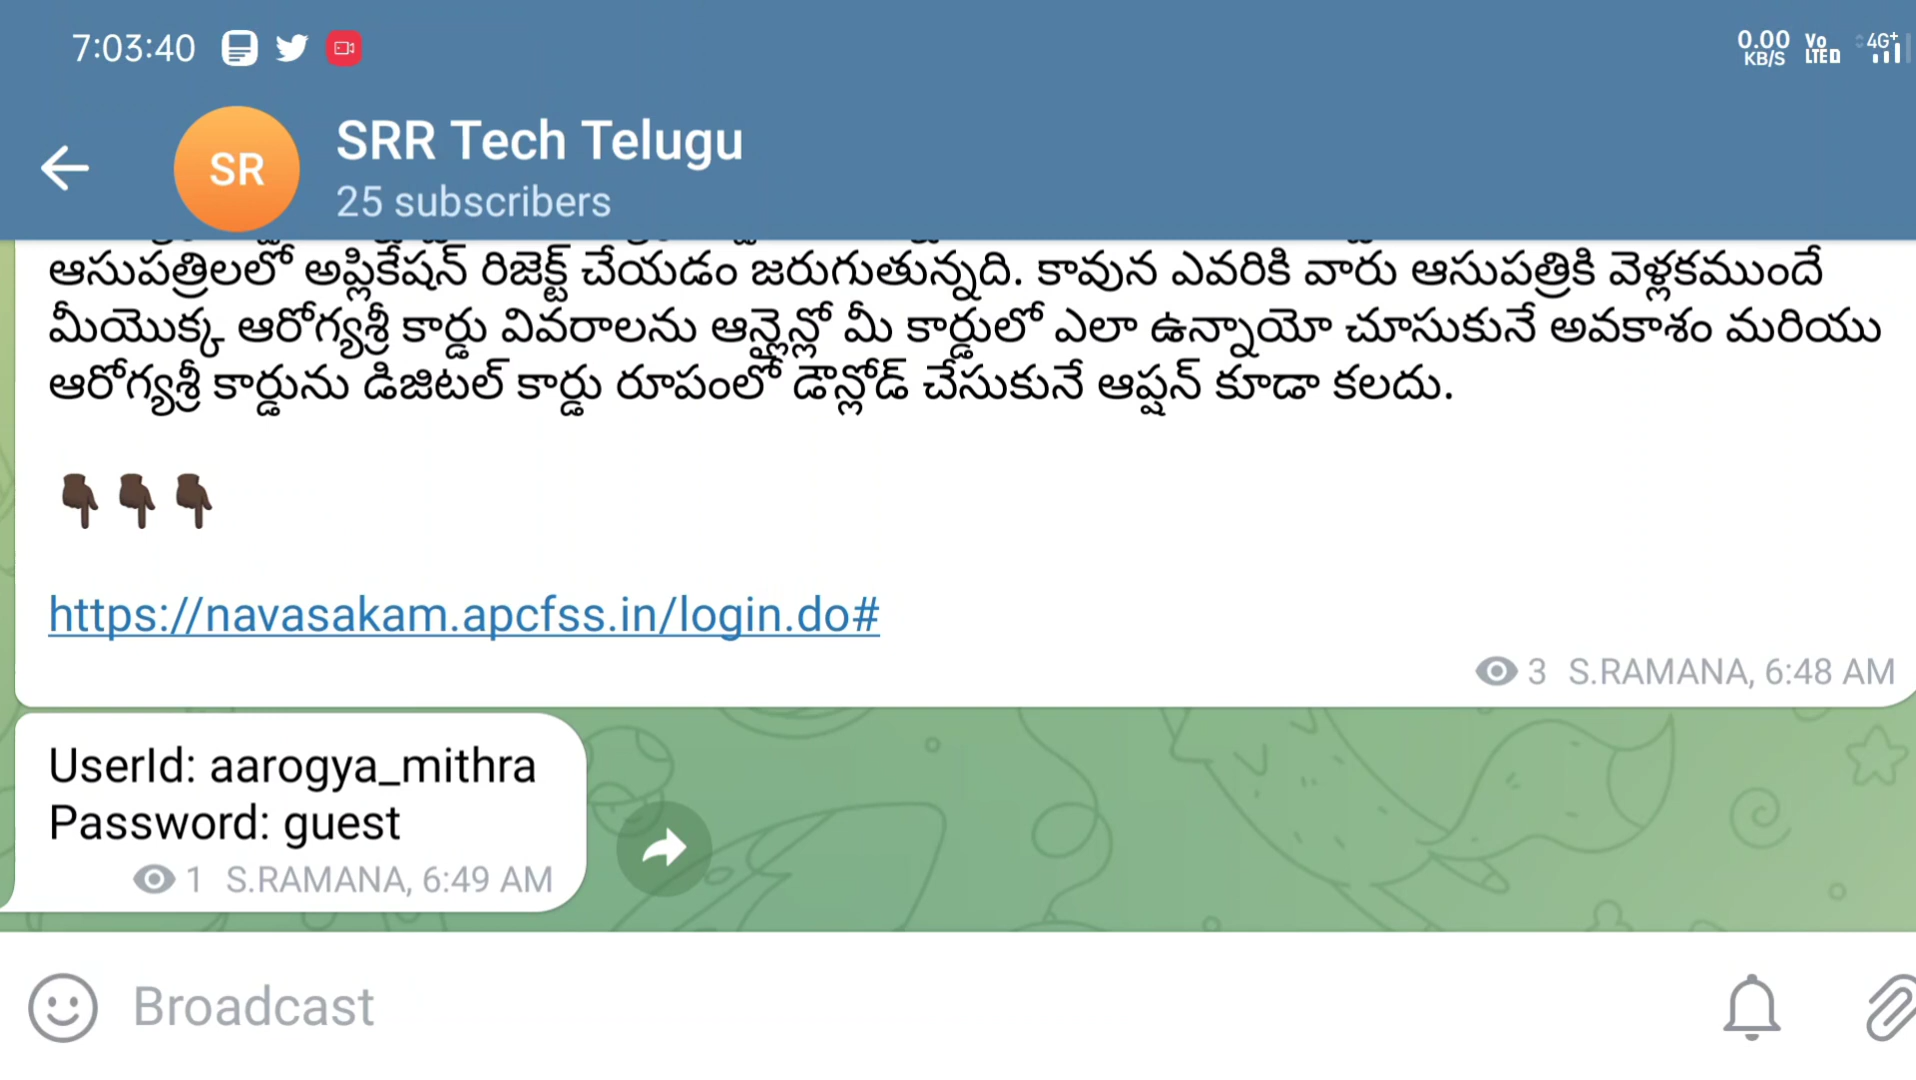 7:03:40
0.00 KB/S
Vo LTE D
4G+
SR
SRR Tech Telugu
25 subscribers
ఆసుపత్రిలలో అప్లికేషన్ రిజెక్ట్ చేయడం జరుగుతున్నది. కావున ఎవరికి వారు ఆసుపత్రికి వెళ్లకముందే
మీయొక్క ఆరోగ్యశ్రీ కార్డు వివరాలను ఆన్లైన్లో మీ కార్డులో ఎలా ఉన్నాయో చూసుకునే అవకాశం మరియు
ఆరోగ్యశ్రీ కార్డును డిజిటల్ కార్డు రూపంలో డౌన్లోడ్ చేసుకునే ఆప్షన్ కూడా కలదు.
https://navasakam.apcfss.in/login.do#
3 S.RAMANA, 6:48 AM
UserId: aarogya_mithra
Password: guest
1 S.RAMANA, 6:49 AM
Broadcast